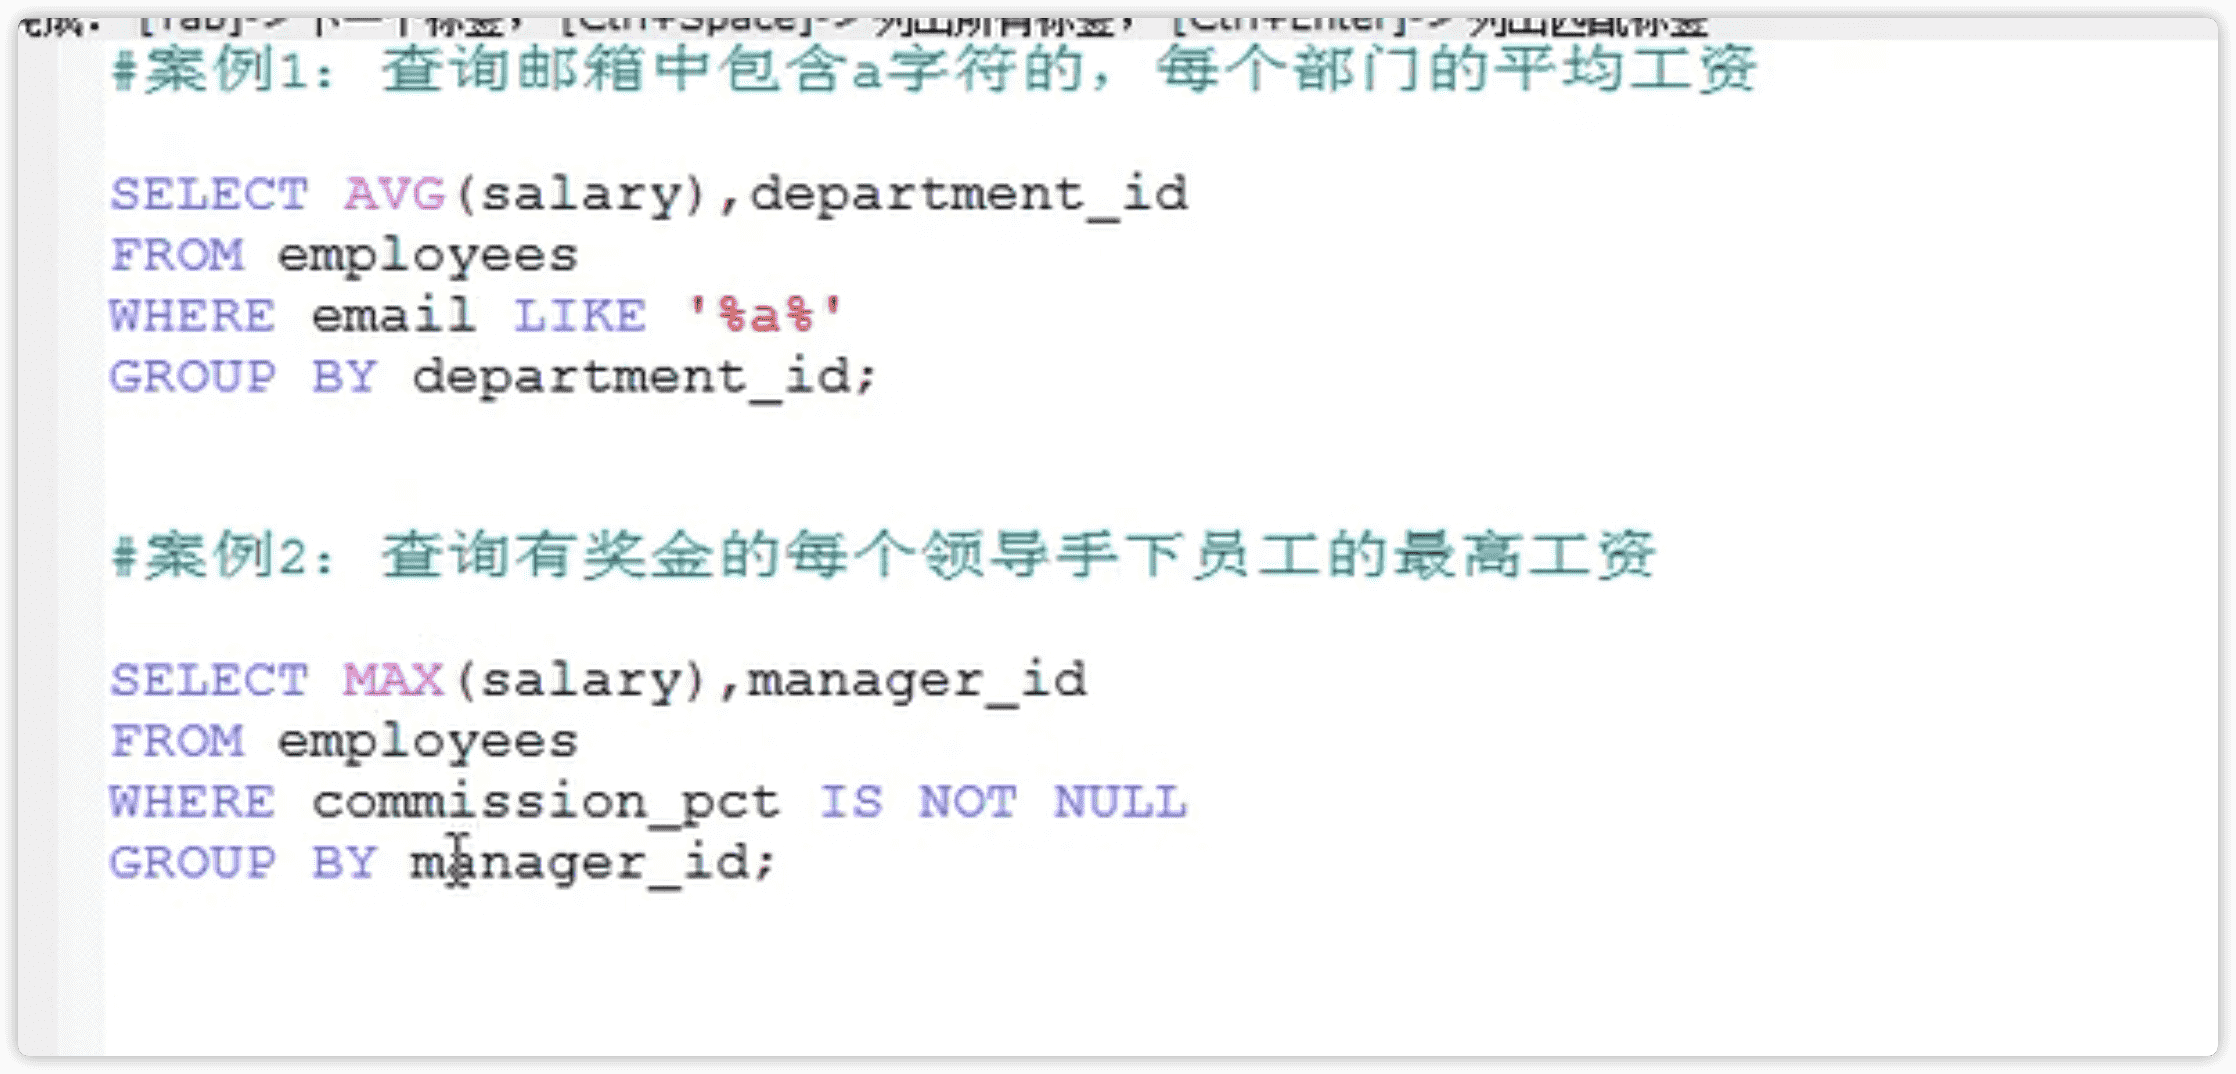 完成: [Tab]-> 下一个标签, [Ctrl+Space]-> 列出所有标签, [Ctrl+Enter]-> 列出匹配标签
#案例1：查询邮箱中包含a字符的，每个部门的平均工资
SELECT AVG(salary),department_id
FROM employees
WHERE email LIKE '%a%'
GROUP BY department_id;
#案例2：查询有奖金的每个领导手下员工的最高工资
SELECT MAX(salary),manager_id
FROM employees
WHERE commission_pct IS NOT NULL
GROUP BY manager_id;